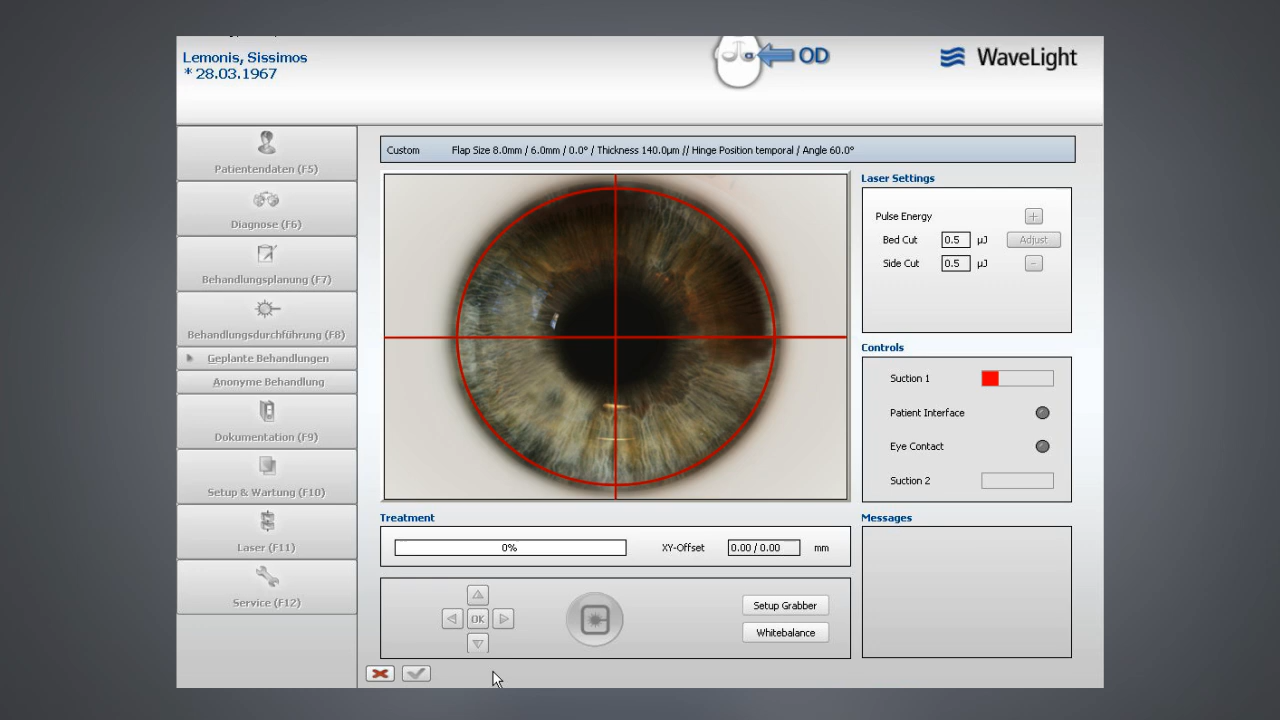 Lemonis, Sissimos
* 28.03.1967
OD
WaveLight
Patientendaten (F5)
Diagnose (F6)
Behandlungsplanung (F7)
Behandlungsdurchführung (F8)
Geplante Behandlungen
Anonyme Behandlung
Dokumentation (F9)
Setup & Wartung (F10)
Laser (F11)
Service (F12)
Custom Flap Size 8.0mm / 6.0mm / 0.0° / Thickness 140.0µm // Hinge Position temporal / Angle 60.0°
Laser Settings
Pulse Energy +
Bed Cut 0.5 µJ Adjust
Side Cut 0.5 µJ -
Controls
Suction 1
Patient Interface
Eye Contact
Suction 2
Treatment
0% XY-Offset 0.00 / 0.00 mm
OK
Setup Grabber
Whitebalance
Messages